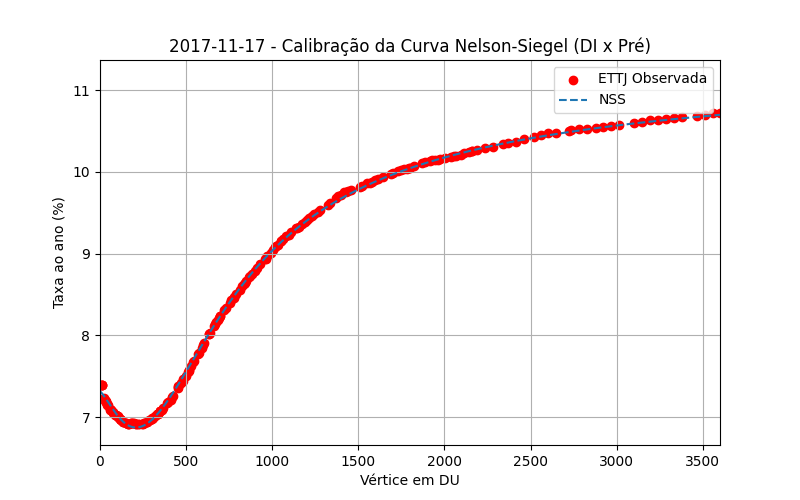 2017-11-17 - Calibração da Curva Nelson-Siegel (DI x Pré)
ETTJ Observada
NSS
Taxa ao ano (%)
11
10
9
8
7
0 500 1000 1500 2000 2500 3000 3500
Vértice em DU